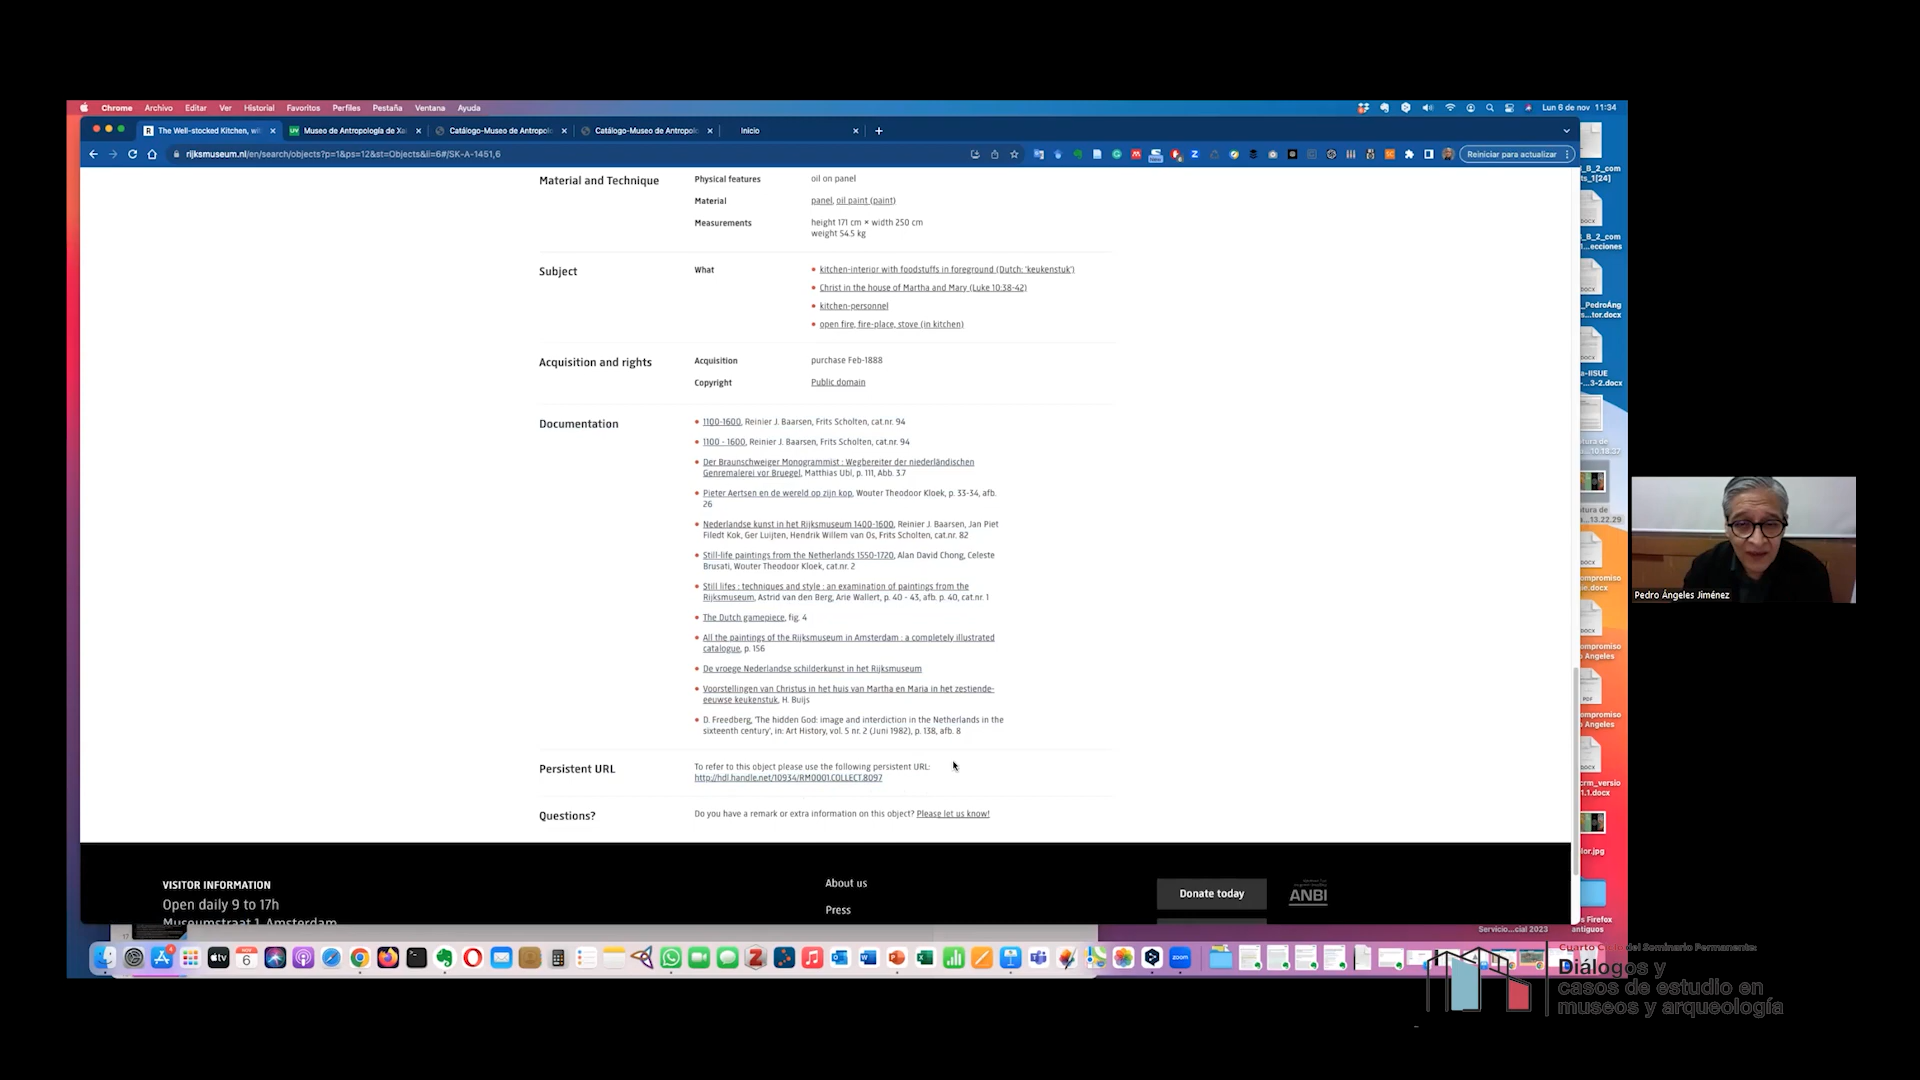 Chrome Archivo Editar Ver Historial Favoritos Perfiles Pestaña Ventana Ayuda
Lun 6 de nov 11:34
The Well-stocked Kitchen, wi
Museo de Antropología de Xa
Catálogo-Museo de Antropol
Catálogo-Museo de Antropol
Inicio
rijksmuseum.nl/en/search/objects?p=1&ps=12&st=Objects&ii=6#/SK-A-1451,6
Reiniciar para actualizar
Material and Technique
Physical features oil on panel
Material panel, oil paint (paint)
Measurements height 171 cm × width 250 cm
weight 54.5 kg
Subject
What
kitchen-interior with foodstuffs in foreground (Dutch: 'keukenstuk')
Christ in the house of Martha and Mary (Luke 10:38-42)
kitchen-personnel
open fire, fire-place, stove (in kitchen)
Acquisition and rights
Acquisition purchase Feb-1888
Copyright Public domain
Documentation
1100-1600, Reinier J. Baarsen, Frits Scholten, cat.nr. 94
1100 - 1600, Reinier J. Baarsen, Frits Scholten, cat.nr. 94
Der Braunschweiger Monogrammist : Wegbereiter der niederländischen
Genremalerei vor Bruegel, Matthias Ubl, p. 111, Abb. 3.7
Pieter Aertsen en de wereld op zijn kop, Wouter Theodoor Kloek, p. 33-34, afb.
26
Nederlandse kunst in het Rijksmuseum 1400-1600, Reinier J. Baarsen, Jan Piet
Filedt Kok, Ger Luijten, Hendrik Willem van Os, Frits Scholten, cat.nr. 82
Still-life paintings from the Netherlands 1550-1720, Alan David Chong, Celeste
Brusati, Wouter Theodoor Kloek, cat.nr. 2
Still lifes : techniques and style : an examination of paintings from the
Rijksmuseum, Astrid van den Berg, Arie Wallert, p. 40 - 43, afb. p. 40, cat.nr. 1
The Dutch gamepiece, fig. 4
All the paintings of the Rijksmuseum in Amsterdam : a completely illustrated
catalogue, p. 156
De vroege Nederlandse schilderkunst in het Rijksmuseum
Voorstellingen van Christus in het huis van Martha en Maria in het zestiende-
eeuwse keukenstuk, H. Buijs
D. Freedberg, 'The hidden God: image and interdiction in the Netherlands in the
sixteenth century', in: Art History, vol. 5 nr. 2 (Juni 1982), p. 138, afb. 8
Persistent URL
To refer to this object please use the following persistent URL:
http://hdl.handle.net/10934/RM0001.COLLECT.8097
Questions?
Do you have a remark or extra information on this object? Please let us know!
VISITOR INFORMATION
Open daily 9 to 17h
Museumstraat 1, Amsterdam
About us
Press
Donate today
ANBI
Pedro Ángeles Jiménez
Servicio...cial 2023
Cuarto Ciclo del Seminario Permanente:
Diálogos y
casos de estudio en
museos y arqueología